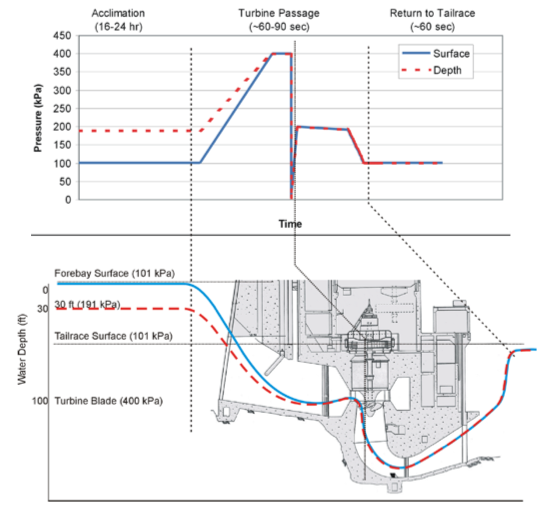 Acclimation
(16-24 hr)
Turbine Passage
(~60-90 sec)
Return to Tailrace
(~60 sec)
450
400
350
300
250
200
150
100
50
0
Pressure (kPa)
Surface
Depth
Time
Forebay Surface (101 kPa)
0
30 ft (191 kPa)
30
Tailrace Surface (101 kPa)
Water Depth (ft)
100
Turbine Blade (400 kPa)